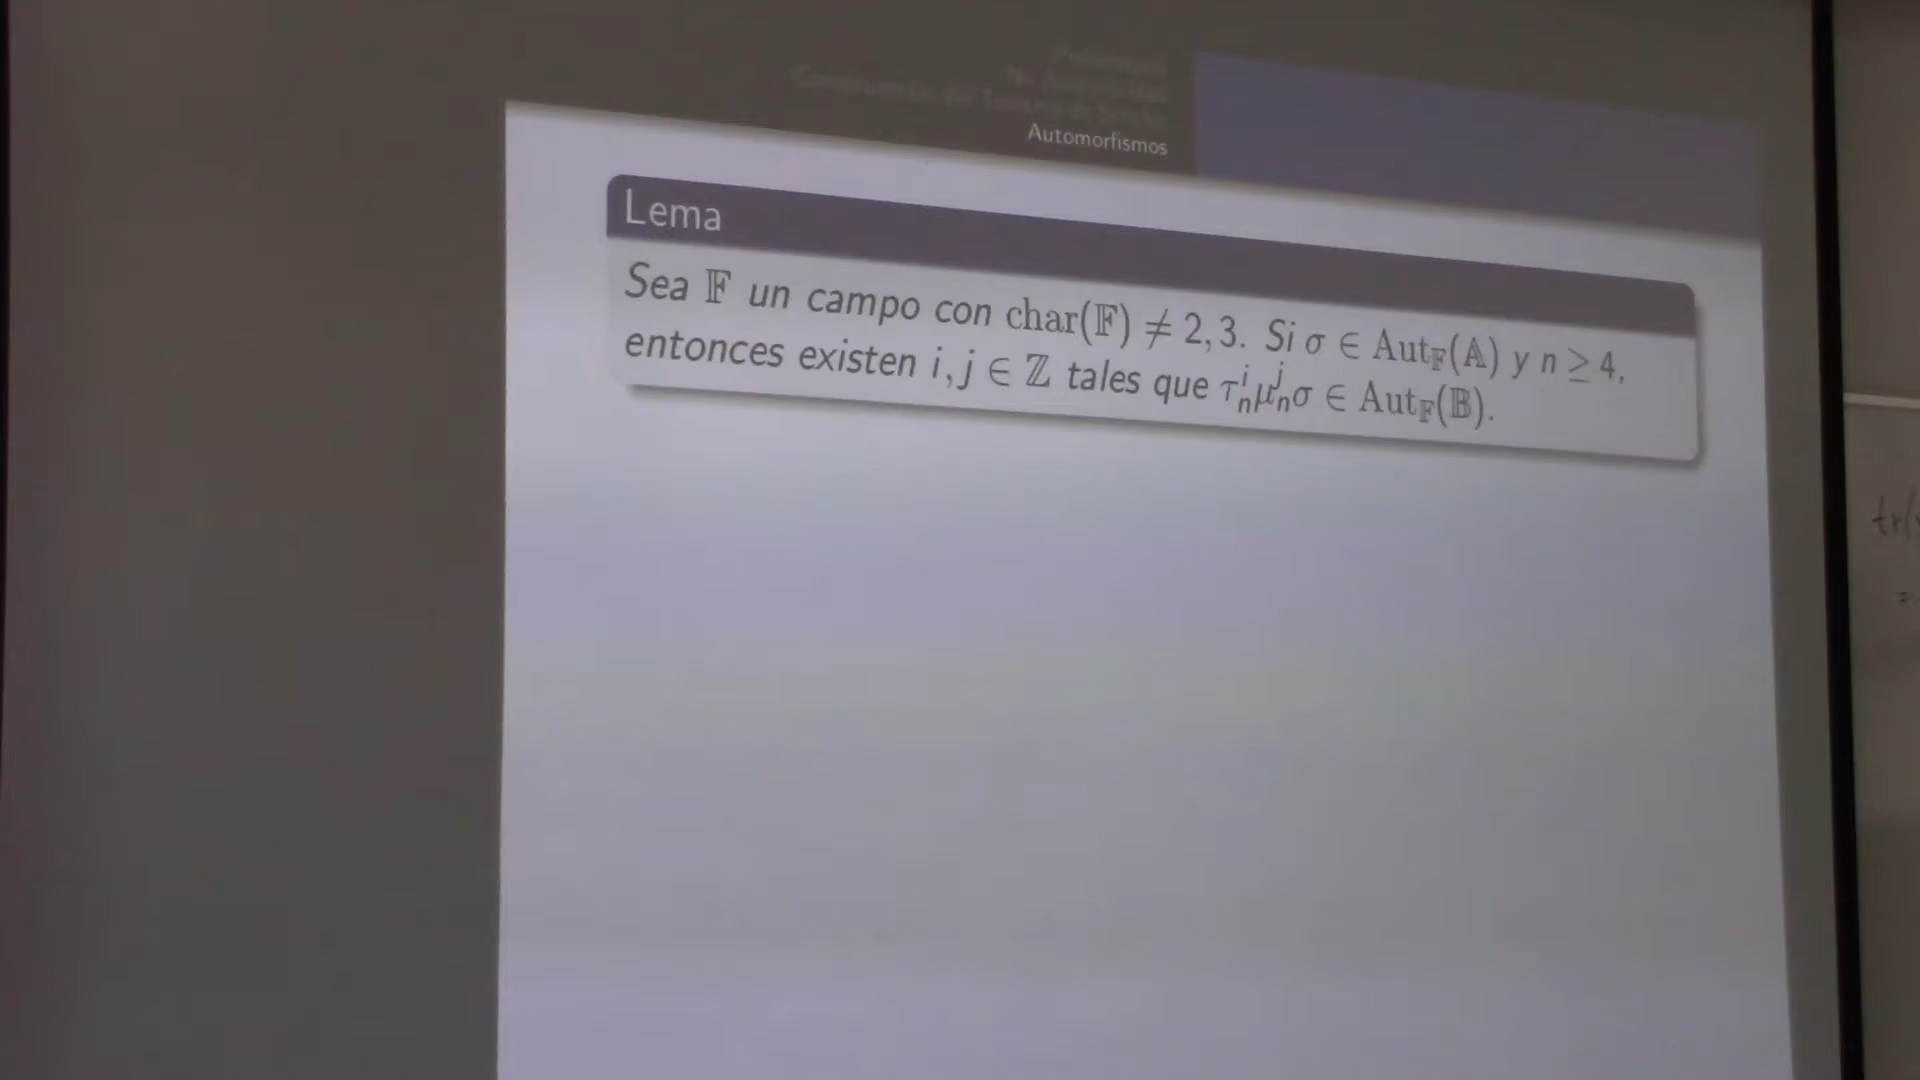 Automorfismos
Lema
Sea 𝔽 un campo con char(𝔽) ≠ 2, 3. Si σ ∈ Aut_𝔽(𝔸) y n ≥ 4,
entonces existen i, j ∈ ℤ tales que τ_n^i μ_n^j σ ∈ Aut_𝔽(𝔹).